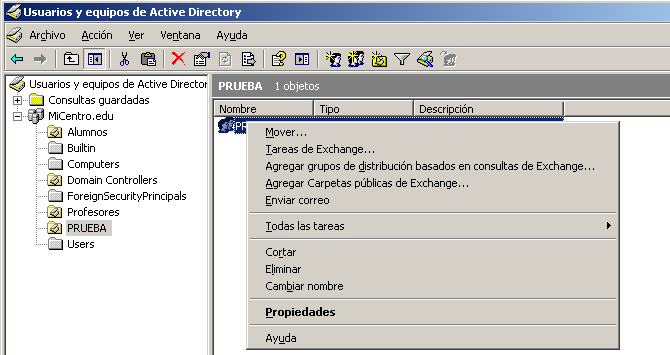 Usuarios y equipos de Active Directory
Archivo Acción Ver Ventana Ayuda
Usuarios y equipos de Active Director
Consultas guardadas
MiCentro.edu
Alumnos
Builtin
Computers
Domain Controllers
ForeignSecurityPrincipals
Profesores
PRUEBA
Users
PRUEBA 1 objetos
Nombre Tipo Descripción
Mover...
Tareas de Exchange...
Agregar grupos de distribución basados en consultas de Exchange...
Agregar Carpetas públicas de Exchange...
Enviar correo
Todas las tareas
Cortar
Eliminar
Cambiar nombre
Propiedades
Ayuda